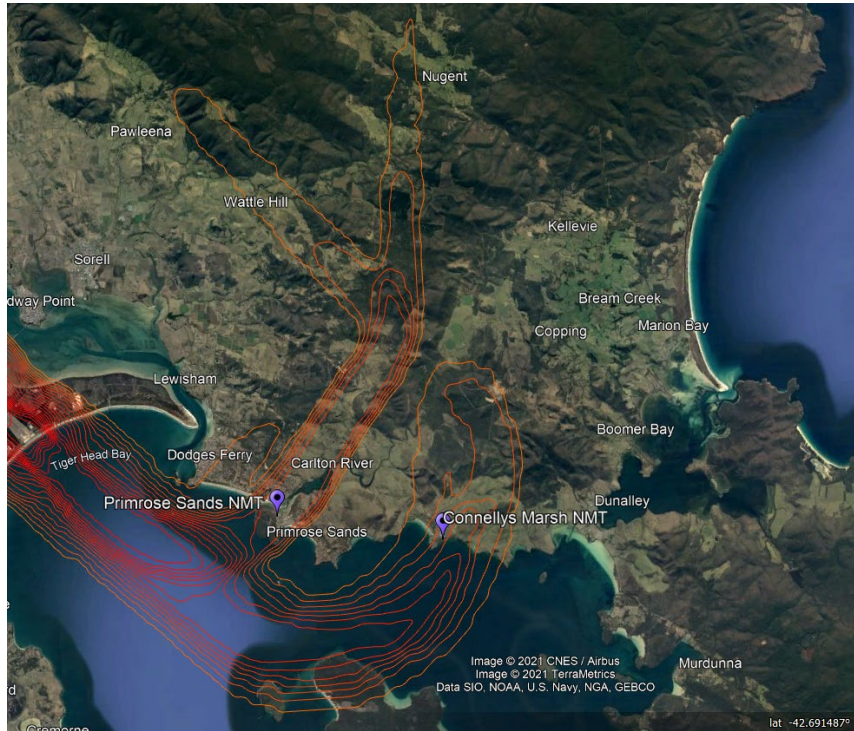 Nugent
Pawleena
Wattle Hill
Kellevie
Sorell
Bream Creek
dway Point
Marion Bay
Copping
Lewisham
Boomer Bay
Tiger Head Bay
Dodges Ferry
Carlton River
Primrose Sands NMT
Dunalley
Connellys Marsh NMT
Primrose Sands
Image © 2021 CNES / Airbus
Image © 2021 TerraMetrics
Data SIO, NOAA, U.S. Navy, NGA, GEBCO
Murdunna
rd
lat -42.691487°
Cremorne